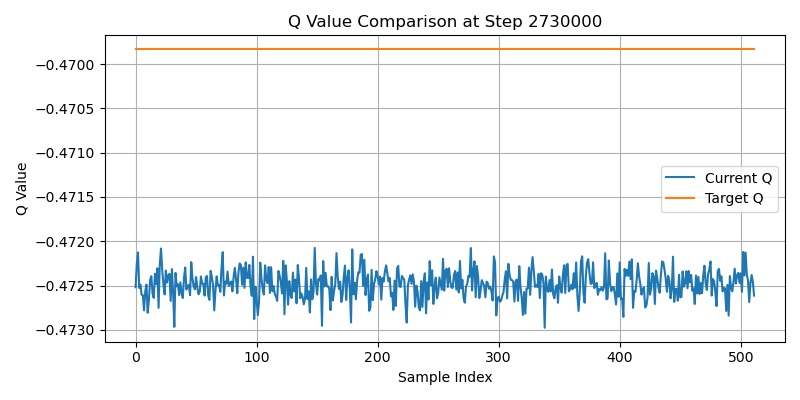 Q Value Comparison at Step 2730000
Q Value
−0.4700
−0.4705
−0.4710
−0.4715
−0.4720
−0.4725
−0.4730
Current Q
Target Q
0
100
200
300
400
500
Sample Index